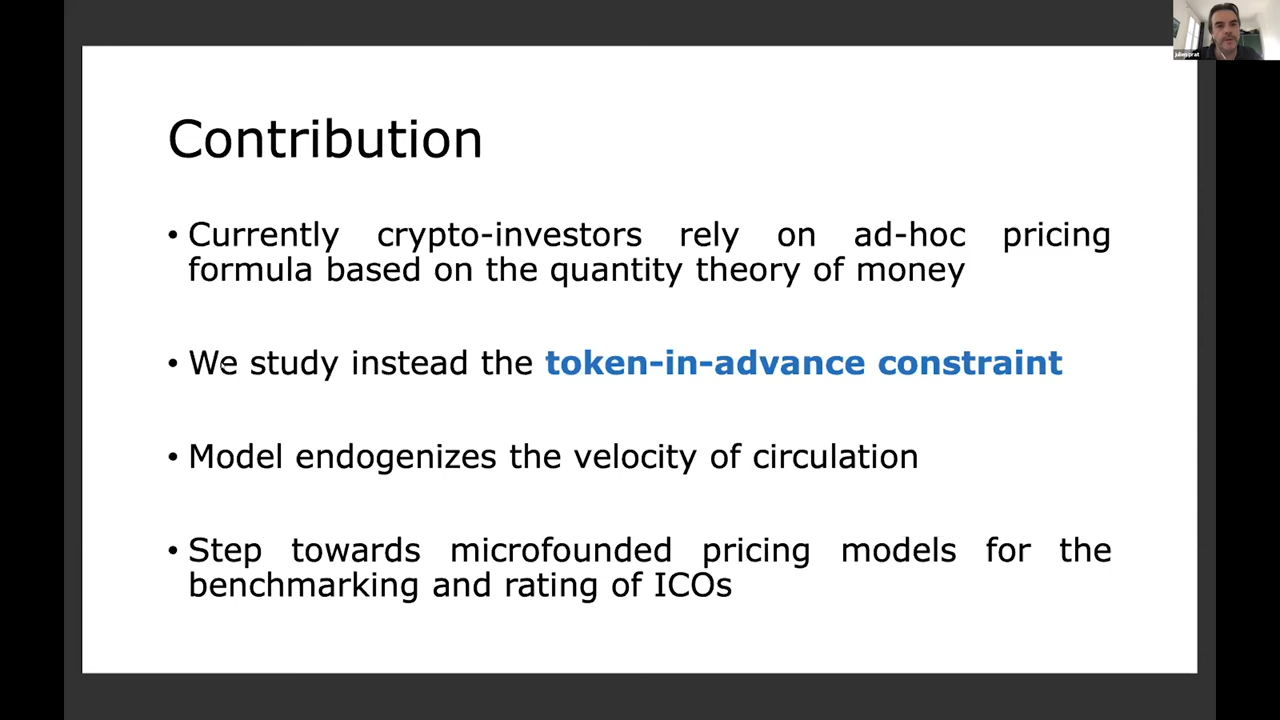 Contribution
• Currently crypto-investors rely on ad-hoc pricing
formula based on the quantity theory of money
• We study instead the token-in-advance constraint
• Model endogenizes the velocity of circulation
• Step towards microfounded pricing models for the
benchmarking and rating of ICOs